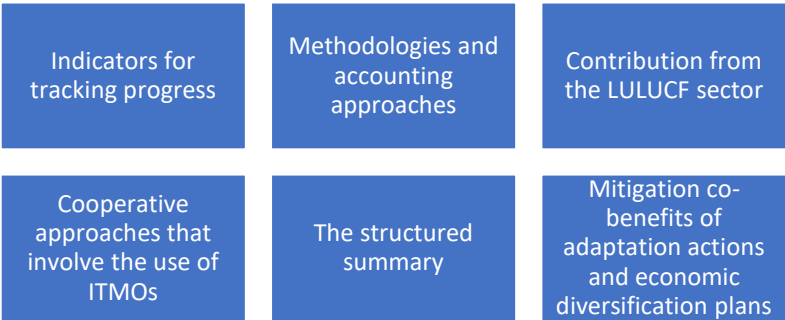 Indicators for
tracking progress
Methodologies and
accounting
approaches
Contribution from
the LULUCF sector
Cooperative
approaches that
involve the use of
ITMOs
The structured
summary
Mitigation co-
benefits of
adaptation actions
and economic
diversification plans